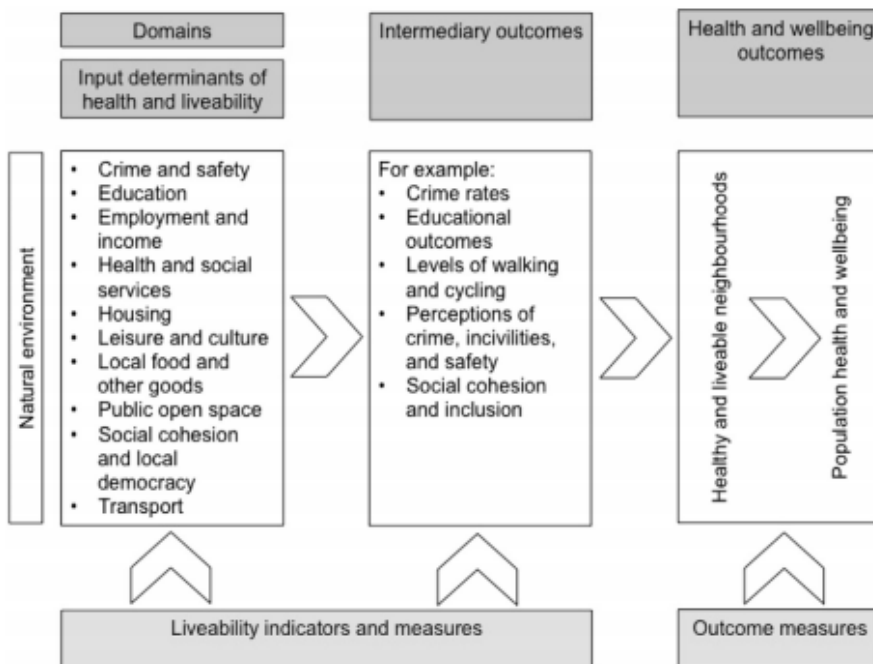 Domains
Input determinants of
health and liveability
Intermediary outcomes
Health and wellbeing
outcomes
Natural environment
• Crime and safety
• Education
• Employment and
income
• Health and social
services
• Housing
• Leisure and culture
• Local food and
other goods
• Public open space
• Social cohesion
and local
democracy
• Transport
For example:
• Crime rates
• Educational
outcomes
• Levels of walking
and cycling
• Perceptions of
crime, incivilities,
and safety
• Social cohesion
and inclusion
Healthy and liveable neighbourhoods
Population health and wellbeing
Liveability indicators and measures
Outcome measures